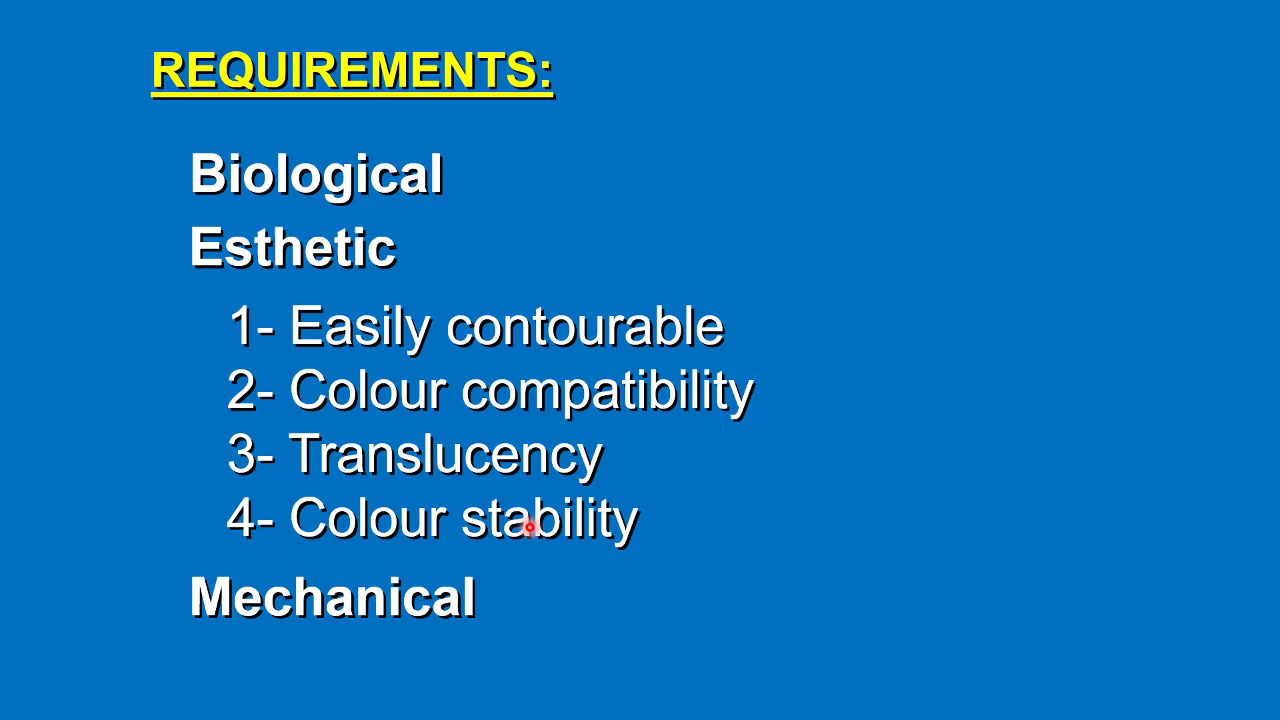 REQUIREMENTS:
Biological
Esthetic
1- Easily contourable
2- Colour compatibility
3- Translucency
4- Colour stability
Mechanical